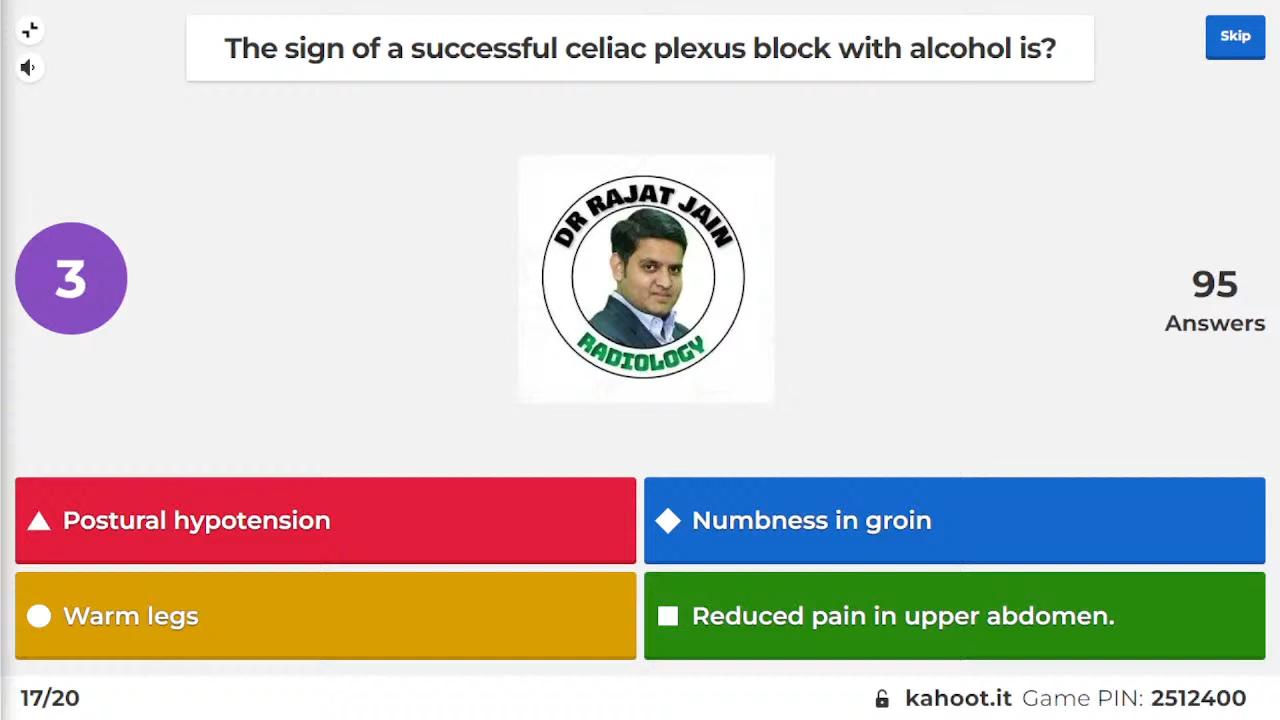 The sign of a successful celiac plexus block with alcohol is?
Skip
DR RAJAT JAIN
RADIOLOGY
3
95
Answers
Postural hypotension
Numbness in groin
Warm legs
Reduced pain in upper abdomen.
17/20
kahoot.it Game PIN: 2512400